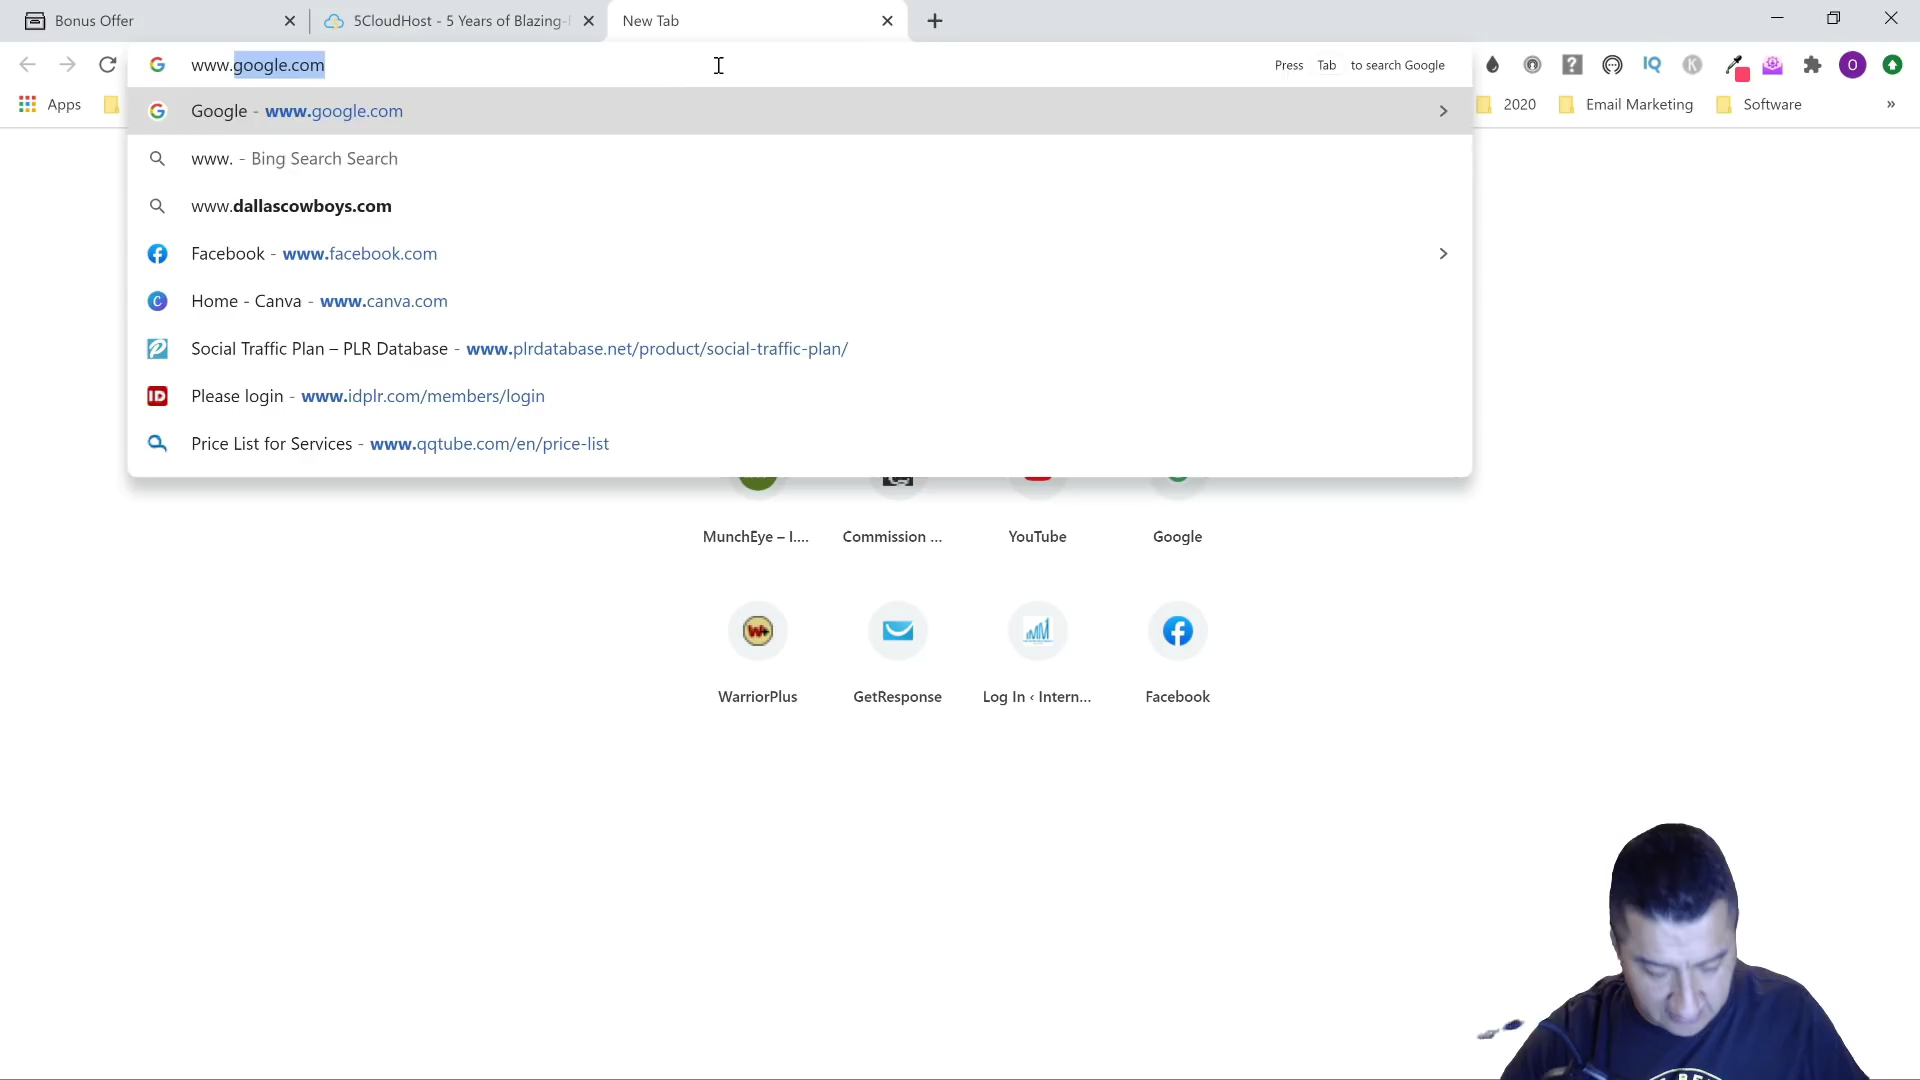 Bonus Offer
5CloudHost - 5 Years of Blazing-
New Tab
www.google.com
Press Tab to search Google
Apps
2020
Email Marketing
Software
»
Google - www.google.com
www. - Bing Search Search
www.dallascowboys.com
Facebook - www.facebook.com
Home - Canva - www.canva.com
Social Traffic Plan – PLR Database - www.plrdatabase.net/product/social-traffic-plan/
Please login - www.idplr.com/members/login
Price List for Services - www.qqtube.com/en/price-list
MunchEye – I....
Commission ...
YouTube
Google
WarriorPlus
GetResponse
Log In ‹ Intern...
Facebook